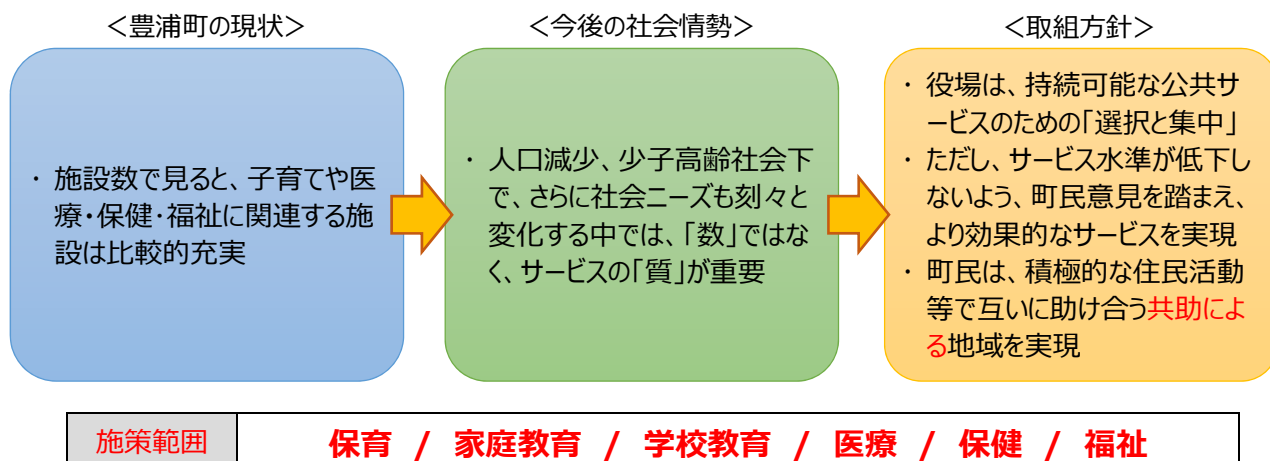 ＜豊浦町の現状＞
・ 施設数で見ると、子育てや医
療・保健・福祉に関連する施
設は比較的充実
＜今後の社会情勢＞
・ 人口減少、少子高齢社会下
で、さらに社会ニーズも刻々と
変化する中では、「数」ではな
く、サービスの「質」が重要
＜取組方針＞
・ 役場は、持続可能な公共サ
ービスのための「選択と集中」
・ ただし、サービス水準が低下し
ないよう、町民意見を踏まえ、
より効果的なサービスを実現
・ 町民は、積極的な住民活動
等で互いに助け合う共助によ
る地域を実現
施策範囲
保育 / 家庭教育 / 学校教育 / 医療 / 保健 / 福祉